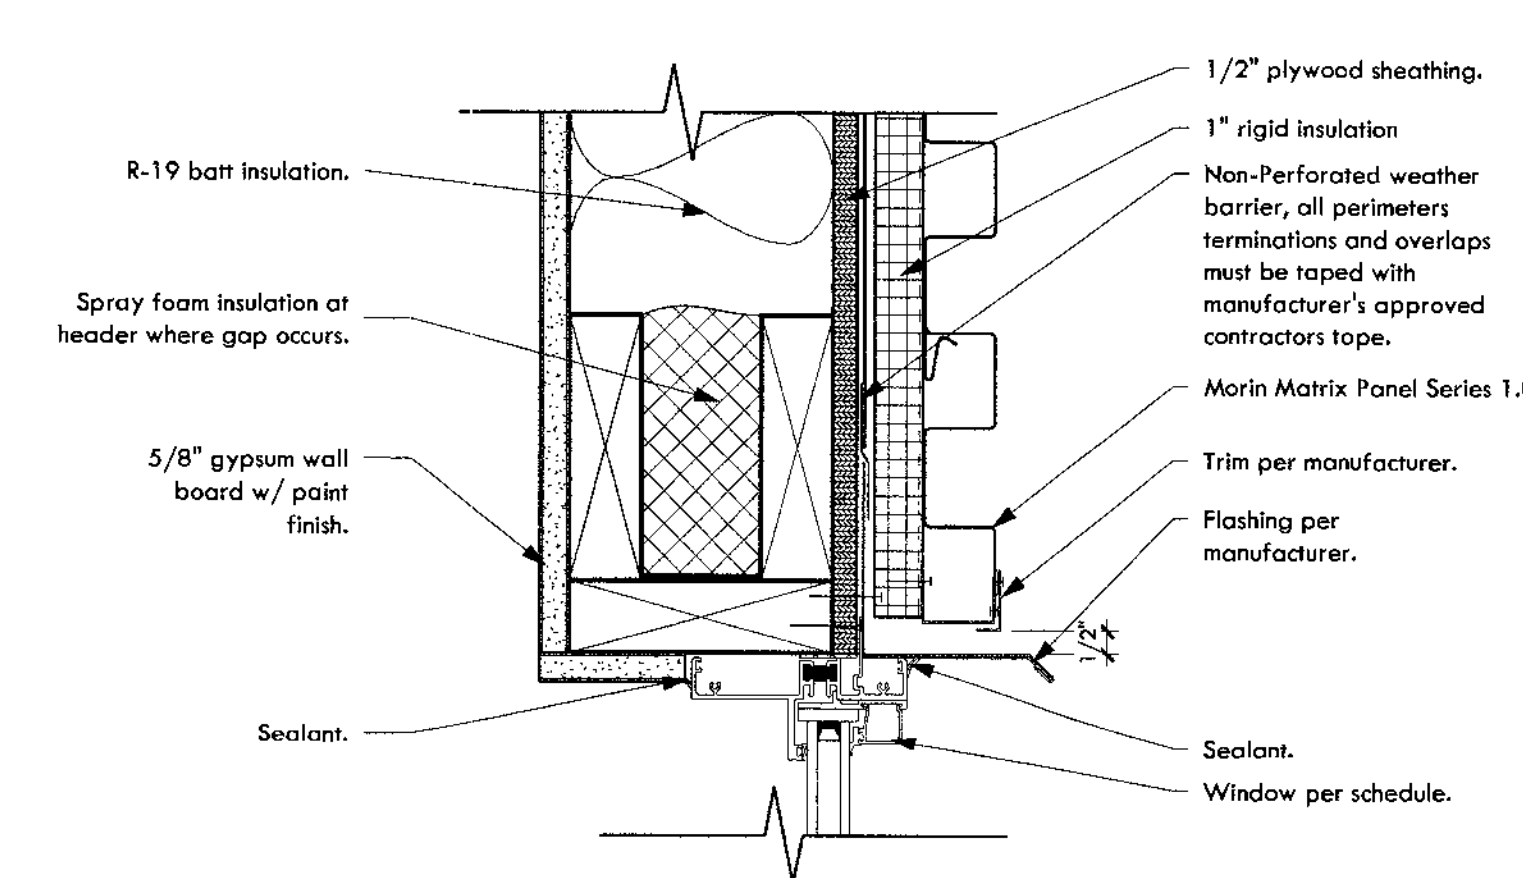 R-19 batt insulation.
Spray foam insulation at
header where gap occurs.
5/8" gypsum wall
board w/ paint
finish.
Sealant.
1/2" plywood sheathing.
1" rigid insulation
Non-Perforated weather
barrier, all perimeters
terminations and overlaps
must be taped with
manufacturer's approved
contractors tope.
Morin Matrix Panel Series 1.
Trim per manufacturer.
Flashing per
manufacturer.
1/2"
Sealant.
Window per schedule.